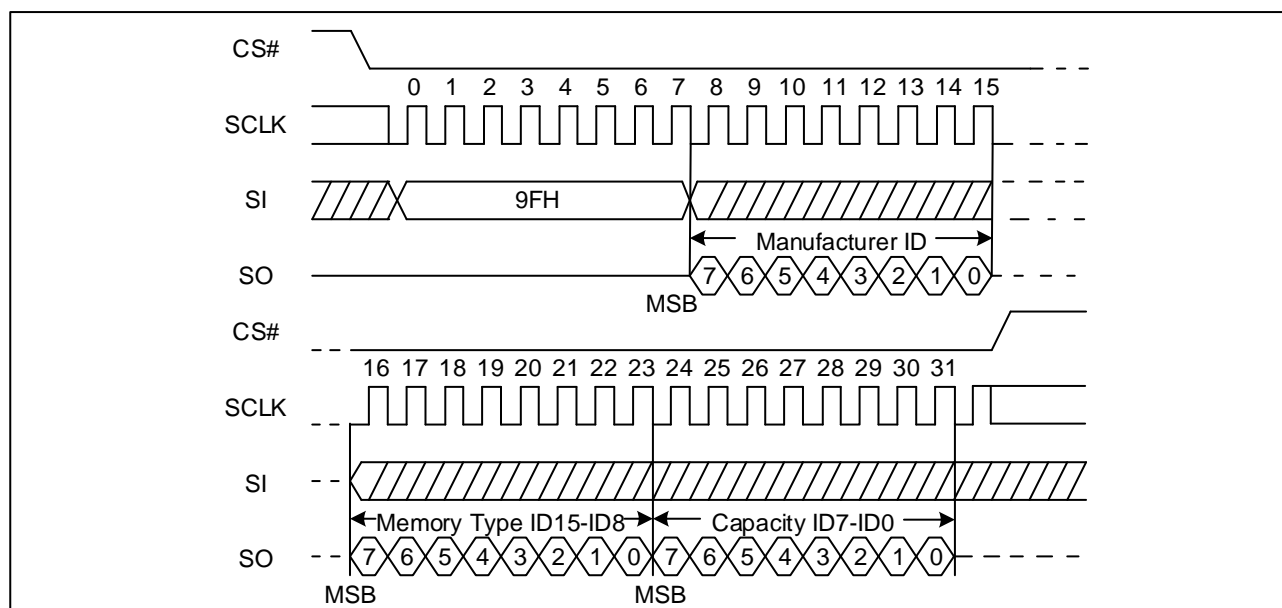 CS#
0 1 2 3 4 5 6 7 8 9 10 11 12 13 14 15
SCLK
SI 9FH
Manufacturer ID
SO 7 6 5 4 3 2 1 0
MSB
CS#
16 17 18 19 20 21 22 23 24 25 26 27 28 29 30 31
SCLK
SI
Memory Type ID15-ID8 Capacity ID7-ID0
SO 7 6 5 4 3 2 1 0 7 6 5 4 3 2 1 0
MSB MSB